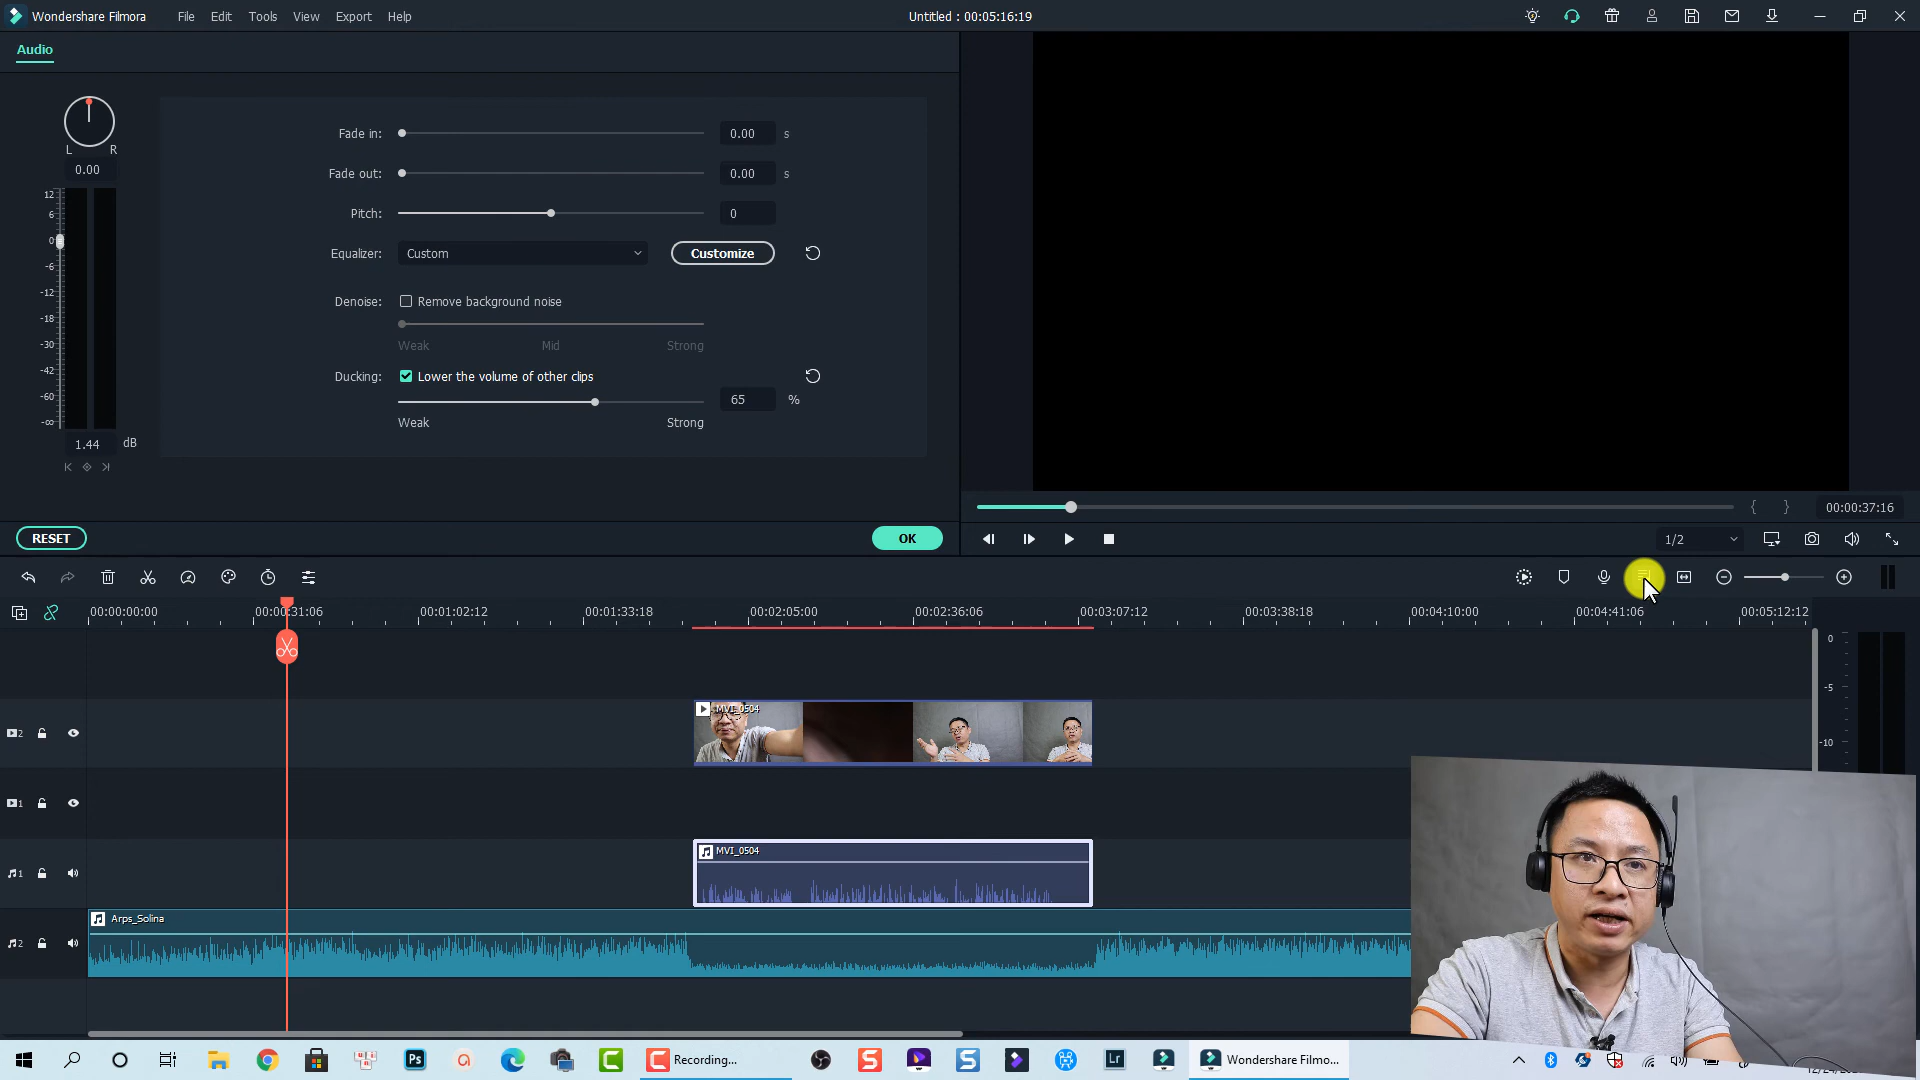 Wondershare Filmora File Edit Tools View Export Help Untitled : 00:05:16:19
Audio
L R
0.00
12
6
0
-6
-12
-18
-30
-42
-60
-∞
1.44 dB
Fade in: 0.00 s
Fade out: 0.00 s
Pitch: 0
Equalizer: Custom Customize
Denoise: Remove background noise
Weak Mid Strong
Ducking: Lower the volume of other clips
65 %
Weak Strong
RESET OK
00:00:37:16
1/2
00:00:00:00 00:00:31:06 00:01:02:12 00:01:33:18 00:02:05:00 00:02:36:06 00:03:07:12 00:03:38:18 00:04:10:00 00:04:41:06 00:05:12:12
0
-5
-10
2
MVI_0504
1
1
MVI_0504
2
Arps_Solina
Ps
Recording...
S
S
Lr
Wondershare Filmo...